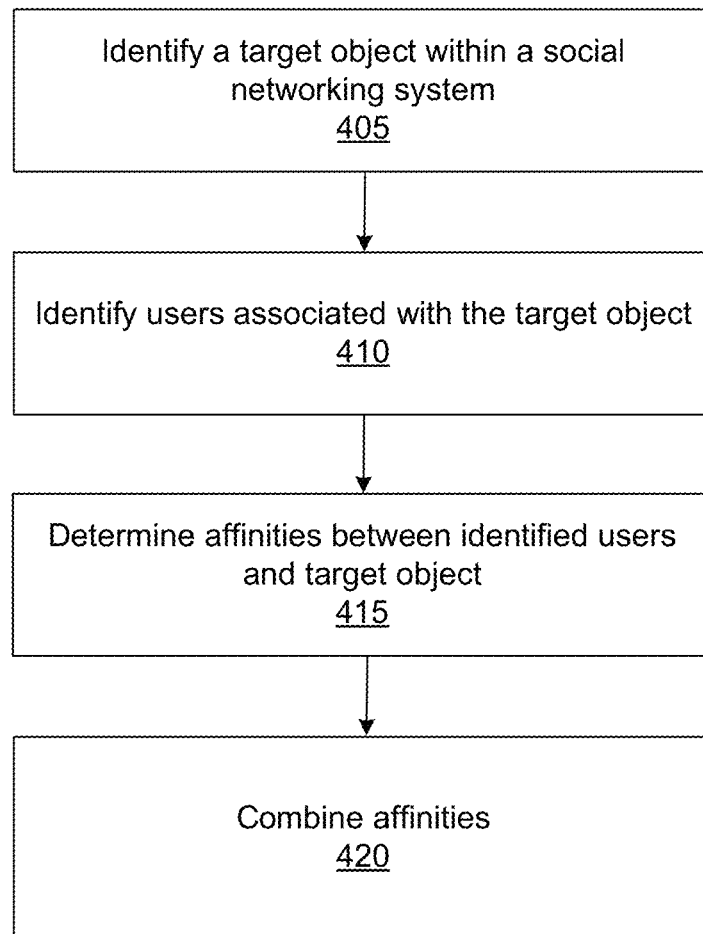 Identify a target object within a social
networking system
405
Identify users associated with the target object
410
Determine affinities between identified users
and target object
415
Combine affinities
420